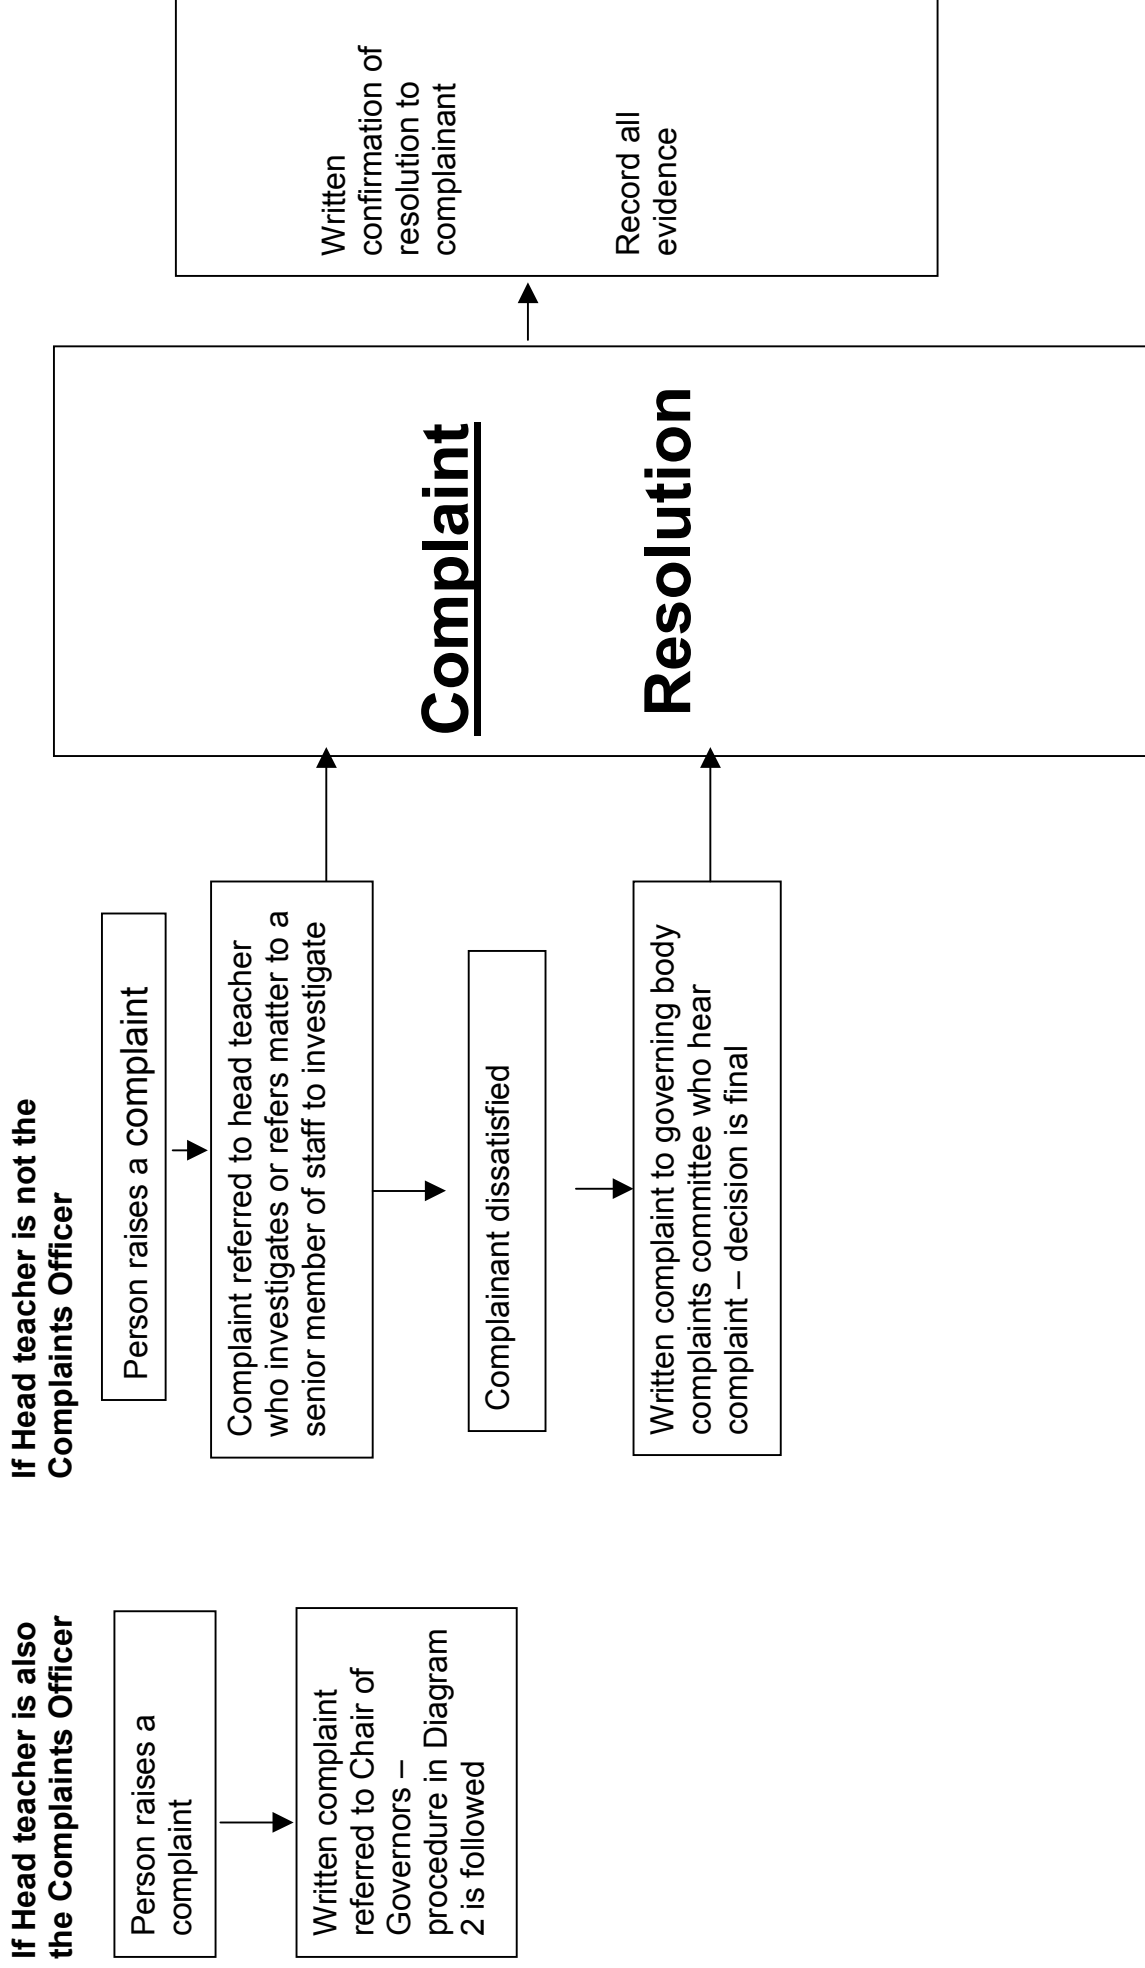 If Head teacher is also
the Complaints Officer
Person raises a
complaint
Written complaint
referred to Chair of
Governors –
procedure in Diagram
2 is followed
If Head teacher is not the
Complaints Officer
Person raises a complaint
Complaint referred to head teacher
who investigates or refers matter to a
senior member of staff to investigate
Complainant dissatisfied
Written complaint to governing body
complaints committee who hear
complaint – decision is final
Complaint
Resolution
Written
confirmation of
resolution to
complainant
Record all
evidence